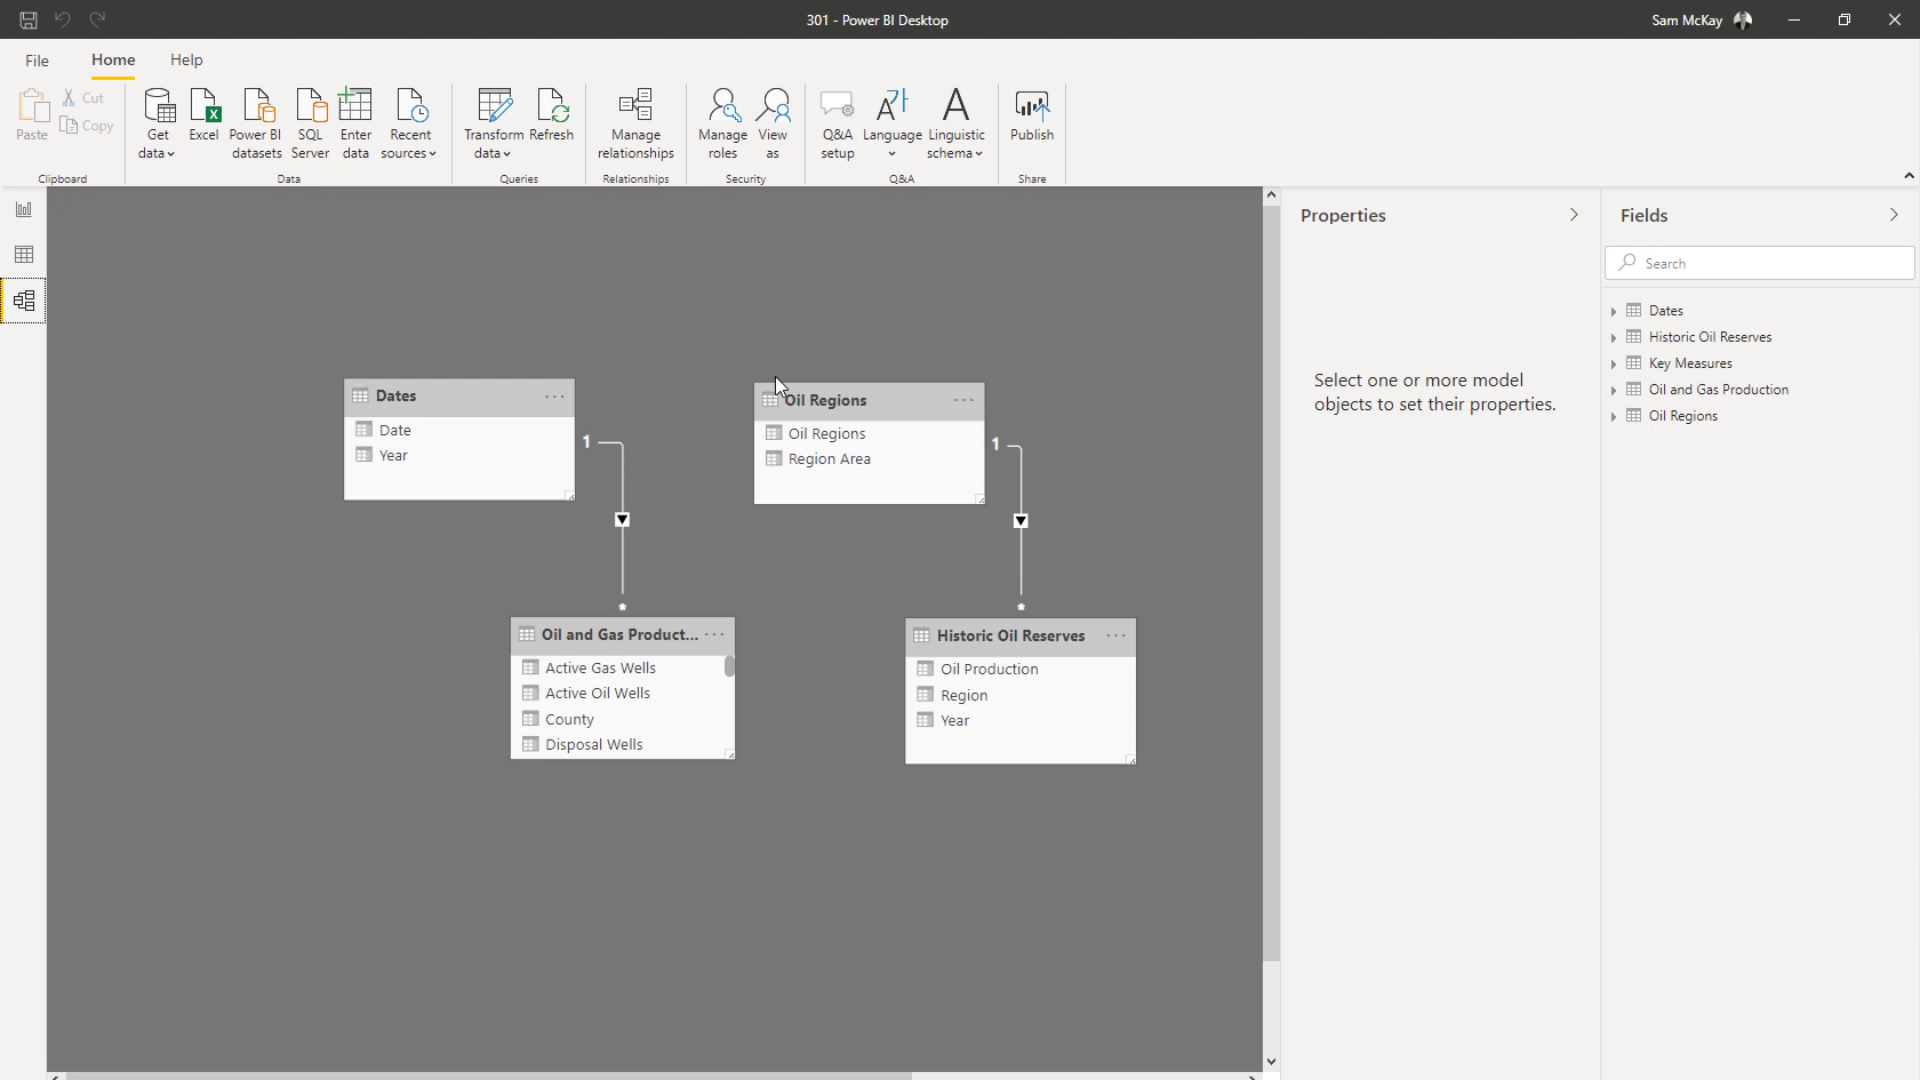 301 - Power BI Desktop
Sam McKay
File
Home
Help
Paste
Cut
Copy
Clipboard
Get data
Excel
Power BI datasets
SQL Server
Enter data
Recent sources
Data
Transform data
Refresh
Queries
Manage relationships
Relationships
Manage roles
View as
Security
Q&A setup
Language
Linguistic schema
Q&A
Publish
Share
Dates
Date
Year
1
*
Oil Regions
Oil Regions
Region Area
1
*
Oil and Gas Product...
Active Gas Wells
Active Oil Wells
County
Disposal Wells
Historic Oil Reserves
Oil Production
Region
Year
Properties
Select one or more model
objects to set their properties.
Fields
Search
Dates
Historic Oil Reserves
Key Measures
Oil and Gas Production
Oil Regions